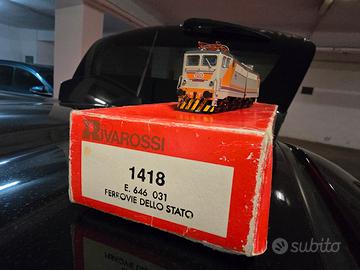 RIVAROSSI
1418
E. 646 031
FERROVIE DELLO STATO
subito